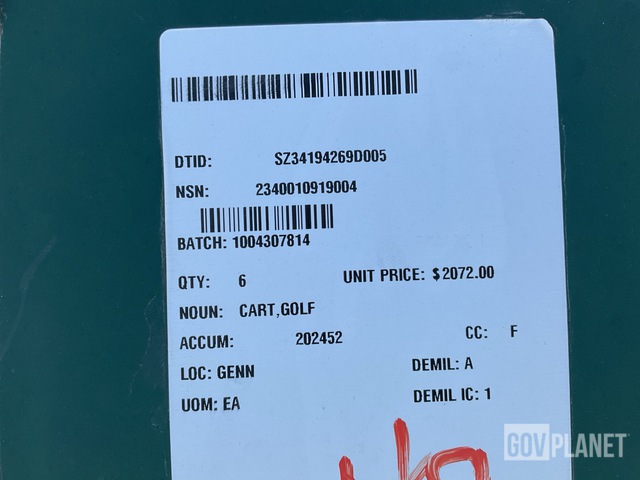 DTID: SZ34194269D005
NSN: 2340010919004
BATCH: 1004307814
QTY: 6 UNIT PRICE: $2072.00
NOUN: CART,GOLF
ACCUM: 202452 CC: F
LOC: GENN DEMIL: A
UOM: EA DEMIL IC: 1
GOVPLANET